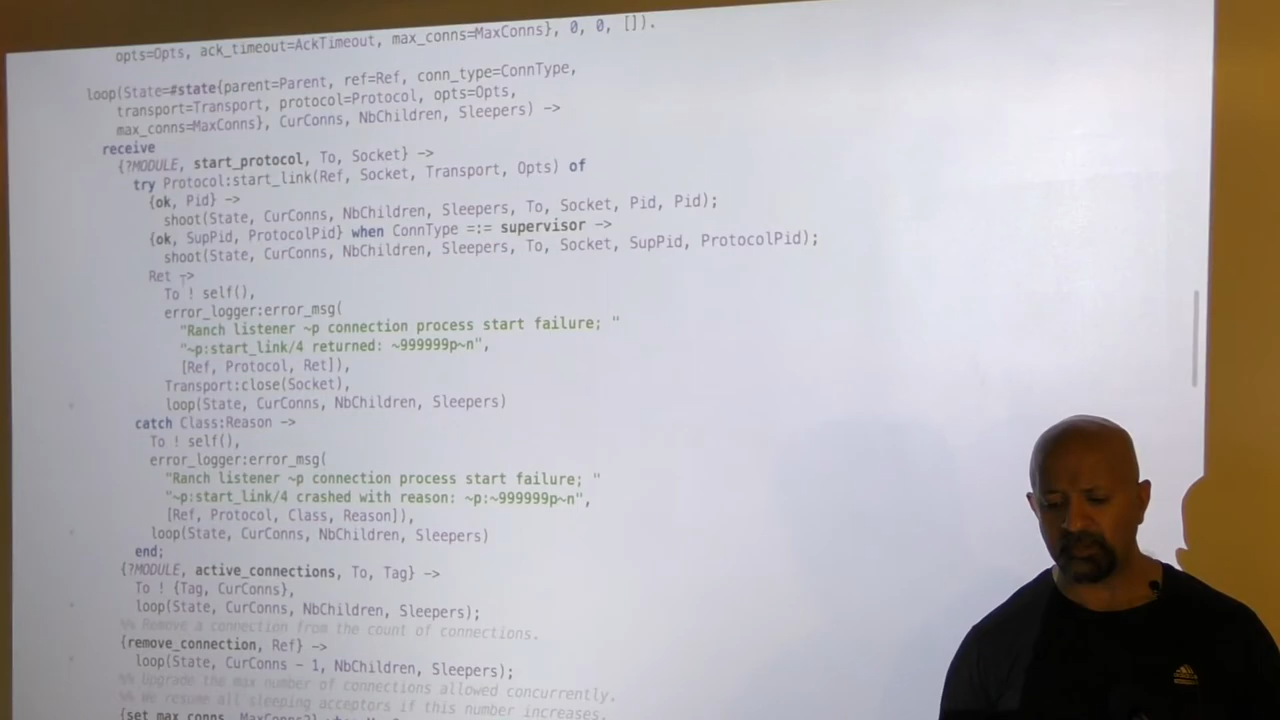 opts=Opts, ack_timeout=AckTimeout, max_conns=MaxConns}, 0, 0, []).
loop(State=#state{parent=Parent, ref=Ref, conn_type=ConnType,
transport=Transport, protocol=Protocol, opts=Opts,
max_conns=MaxConns}, CurConns, NbChildren, Sleepers) ->
receive
{?MODULE, start_protocol, To, Socket} ->
try Protocol:start_link(Ref, Socket, Transport, Opts) of
{ok, Pid} ->
shoot(State, CurConns, NbChildren, Sleepers, To, Socket, Pid, Pid);
{ok, SupPid, ProtocolPid} when ConnType =:= supervisor ->
shoot(State, CurConns, NbChildren, Sleepers, To, Socket, SupPid, ProtocolPid);
Ret ->
To ! self(),
error_logger:error_msg(
"Ranch listener ~p connection process start failure; "
"~p:start_link/4 returned: ~999999p~n",
[Ref, Protocol, Ret]),
Transport:close(Socket),
loop(State, CurConns, NbChildren, Sleepers)
catch Class:Reason ->
To ! self(),
error_logger:error_msg(
"Ranch listener ~p connection process start failure; "
"~p:start_link/4 crashed with reason: ~p:~999999p~n",
[Ref, Protocol, Class, Reason]),
loop(State, CurConns, NbChildren, Sleepers)
end;
{?MODULE, active_connections, To, Tag} ->
To ! {Tag, CurConns},
loop(State, CurConns, NbChildren, Sleepers);
%% Remove a connection from the count of connections.
{remove_connection, Ref} ->
loop(State, CurConns - 1, NbChildren, Sleepers);
%% Upgrade the max number of connections allowed concurrently.
%% We resume all sleeping acceptors if this number increases.
{set_max_conns, MaxConns2} when